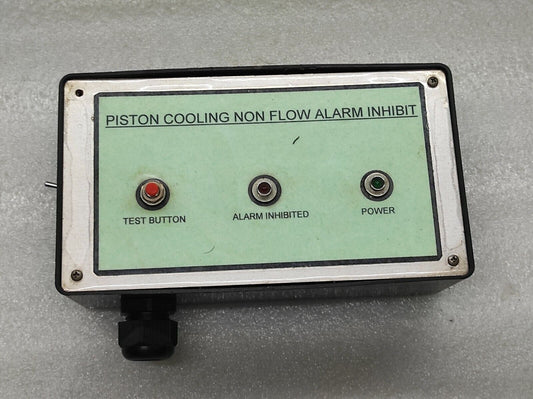 PISTON COOLING NON FLOW ALARM INHIBIT
TEST BUTTON
ALARM INHIBITED
POWER